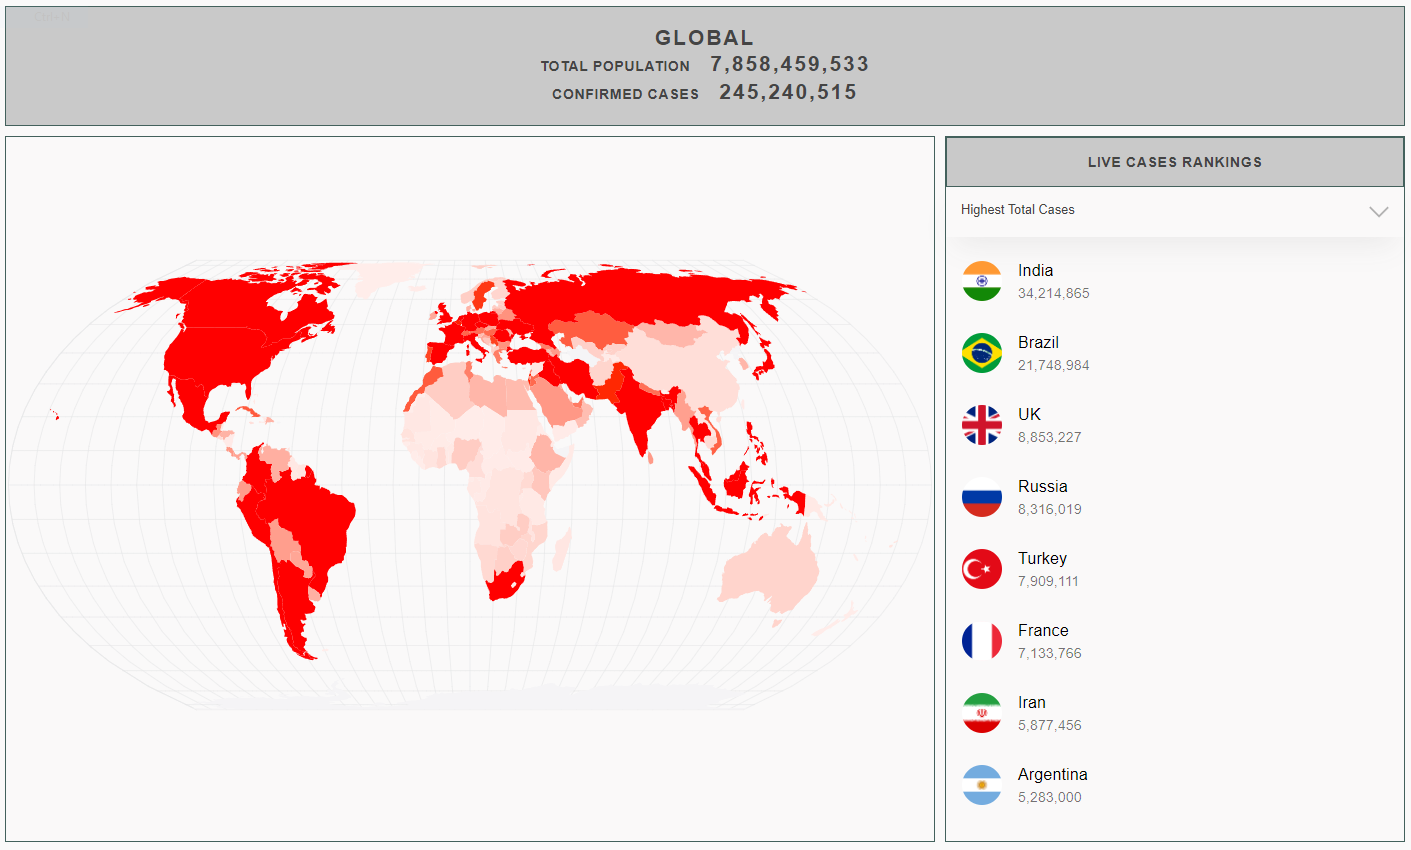 Ctrl+N
GLOBAL
TOTAL POPULATION 7,858,459,533
CONFIRMED CASES 245,240,515
LIVE CASES RANKINGS
Highest Total Cases
India
34,214,865
Brazil
21,748,984
UK
8,853,227
Russia
8,316,019
Turkey
7,909,111
France
7,133,766
Iran
5,877,456
Argentina
5,283,000